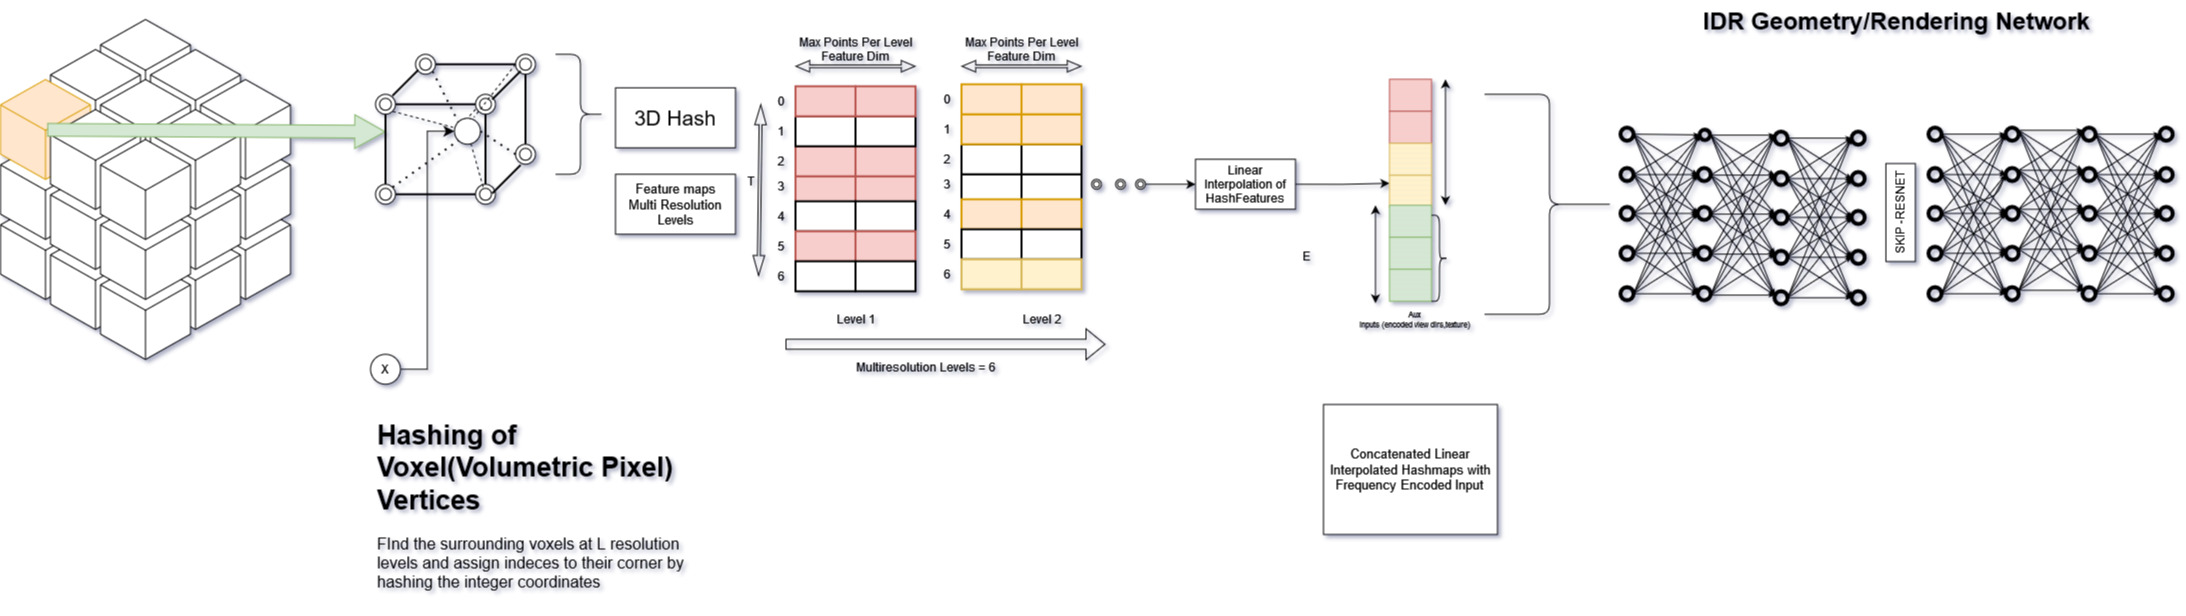 IDR Geometry/Rendering Network
Max Points Per Level
Feature Dim
Max Points Per Level
Feature Dim
3D Hash
Feature maps
Multi Resolution
Levels
T
0
1
2
3
4
5
6
0
1
2
3
4
5
6
Level 1
Level 2
Multiresolution Levels = 6
Linear
Interpolation of
HashFeatures
E
Aux
Inputs (encoded view dirs,texture)
SKIP -RESNET
X
Hashing of
Voxel(Volumetric Pixel)
Vertices
FInd the surrounding voxels at L resolution
levels and assign indeces to their corner by
hashing the integer coordinates
Concatenated Linear
Interpolated Hashmaps with
Frequency Encoded Input